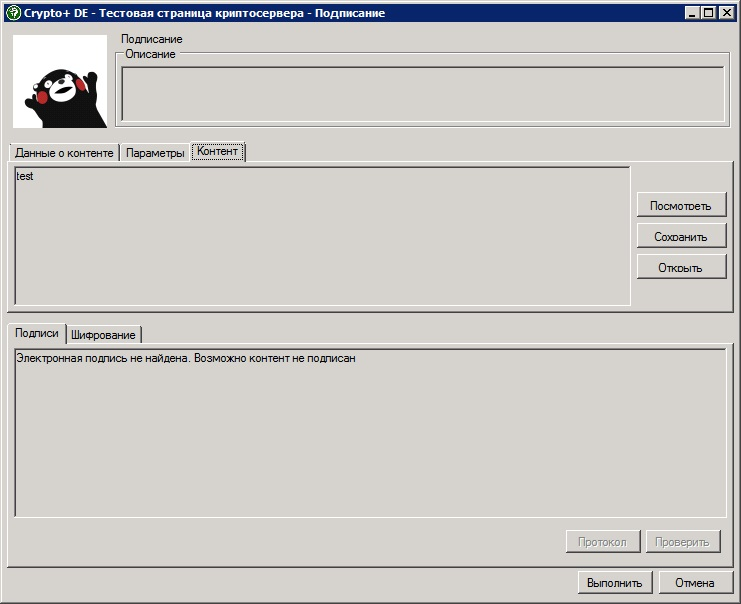 Crypto+ DE - Тестовая страница криптосервера - Подписание
Подписание
Описание
Данные о контенте
Параметры
Контент
test
Посмотреть
Сохранить
Открыть
Подписи
Шифрование
Электронная подпись не найдена. Возможно контент не подписан
Протокол
Проверить
Выполнить
Отмена